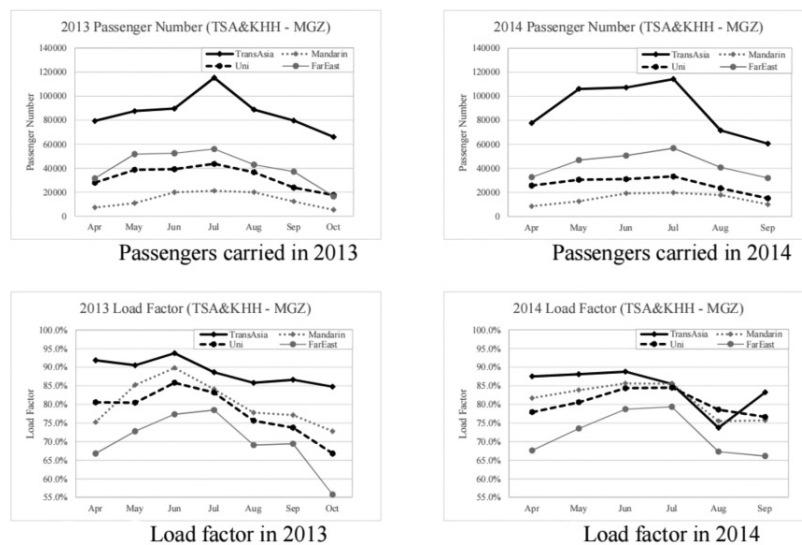 2013 Passenger Number (TSA&KHH - MGZ)
TransAsia Mandarin
Uni FarEast
Passenger Number
140000
120000
100000
80000
60000
40000
20000
0
Apr May Jun Jul Aug Sep Oct
Passengers carried in 2013
2014 Passenger Number (TSA&KHH - MGZ)
TransAsia Mandarin
Uni FarEast
Passenger Number
140000
120000
100000
80000
60000
40000
20000
0
Apr May Jun Jul Aug Sep
Passengers carried in 2014
2013 Load Factor (TSA&KHH - MGZ)
TransAsia Mandarin
Uni FarEast
Load Factor
100.0%
95.0%
90.0%
85.0%
80.0%
75.0%
70.0%
65.0%
60.0%
55.0%
Apr May Jun Jul Aug Sep Oct
Load factor in 2013
2014 Load Factor (TSA&KHH - MGZ)
TransAsia Mandarin
Uni FarEast
Load Factor
100.0%
95.0%
90.0%
85.0%
80.0%
75.0%
70.0%
65.0%
60.0%
55.0%
Apr May Jun Jul Aug Sep
Load factor in 2014